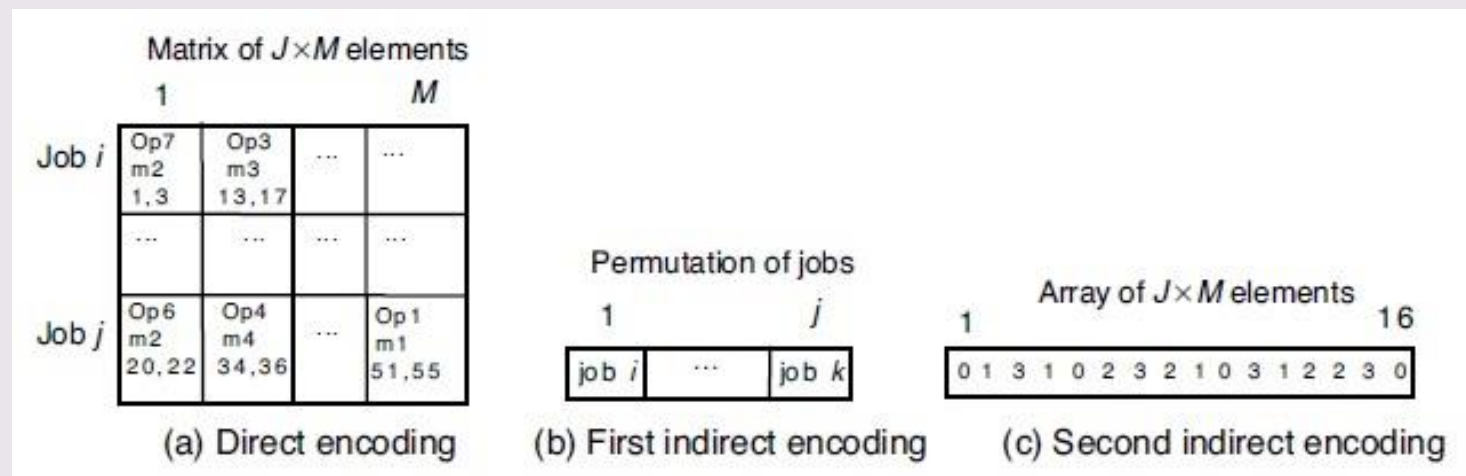 Matrix of J×M elements
1 M
Job i
Op7 Op3 ... ...
m2 m3
1,3 13,17
... ... ... ...
Job j
Op6 Op4 ... Op1
m2 m4 m1
20,22 34,36 51,55
(a) Direct encoding
Permutation of jobs
1 j
job i ... job k
(b) First indirect encoding
Array of J×M elements
1 16
0 1 3 1 0 2 3 2 1 0 3 1 2 2 3 0
(c) Second indirect encoding